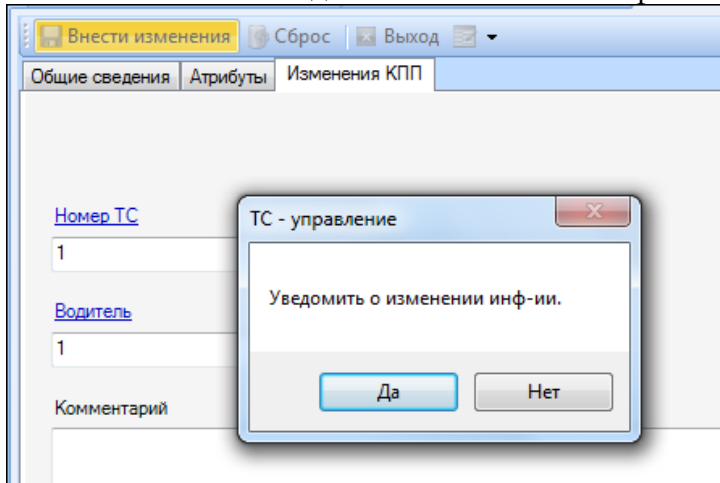 Внести изменения Сброс Выход
Общие сведения Атрибуты Изменения КПП
Номер ТС
1
Водитель
1
Комментарий
ТС - управление
Уведомить о изменении инф-ии.
Да Нет